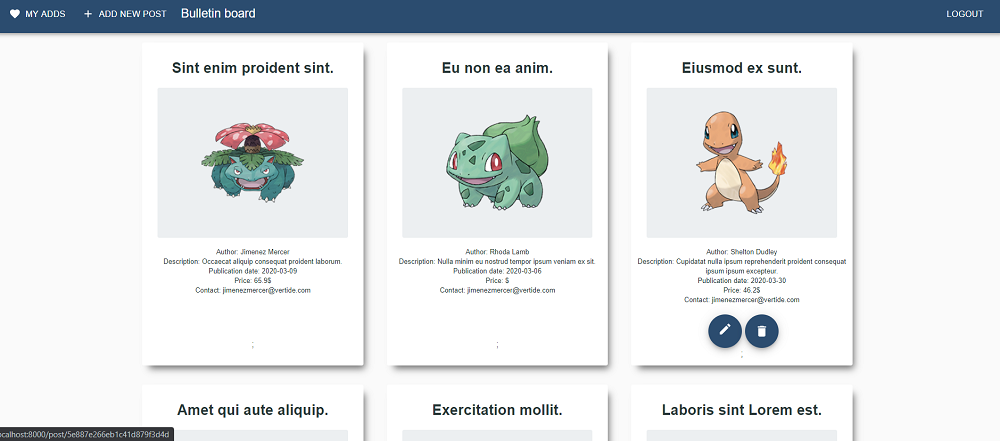 MY ADDS
ADD NEW POST
Bulletin board
LOGOUT
Sint enim proident sint.
Eu non ea anim.
Eiusmod ex sunt.
Author: Jimenez Mercer
Description: Occaecat aliquip consequat proident laborum.
Publication date: 2020-03-09
Price: 65.9$
Contact: jimenezmercer@vertide.com
;
Author: Rhoda Lamb
Description: Nulla minim eu nostrud tempor ipsum veniam ex sit.
Publication date: 2020-03-06
Price: $
Contact: jimenezmercer@vertide.com
;
Author: Shelton Dudley
Description: Cupidatat nulla ipsum reprehenderit proident consequat
ipsum ipsum excepteur.
Publication date: 2020-03-30
Price: 46.2$
Contact: jimenezmercer@vertide.com
;
Amet qui aute aliquip.
Exercitation mollit.
Laboris sint Lorem est.
ocalhost:8000/post/5e887e266eb1c41d879f3d4d